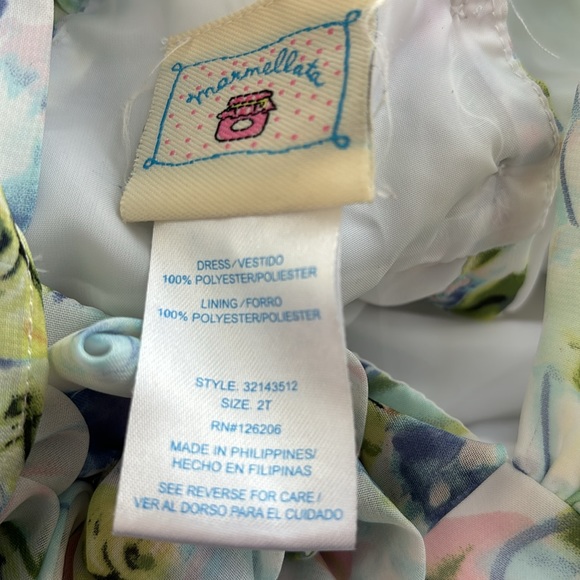 marmellata
DRESS/VESTIDO
100% POLYESTER/POLIESTER
LINING/FORRO
100% POLYESTER/POLIESTER
STYLE. 32143512
SIZE. 2T
RN#126206
MADE IN PHILIPPINES/
HECHO EN FILIPINAS
SEE REVERSE FOR CARE/
VER AL DORSO PARA EL CUIDADO